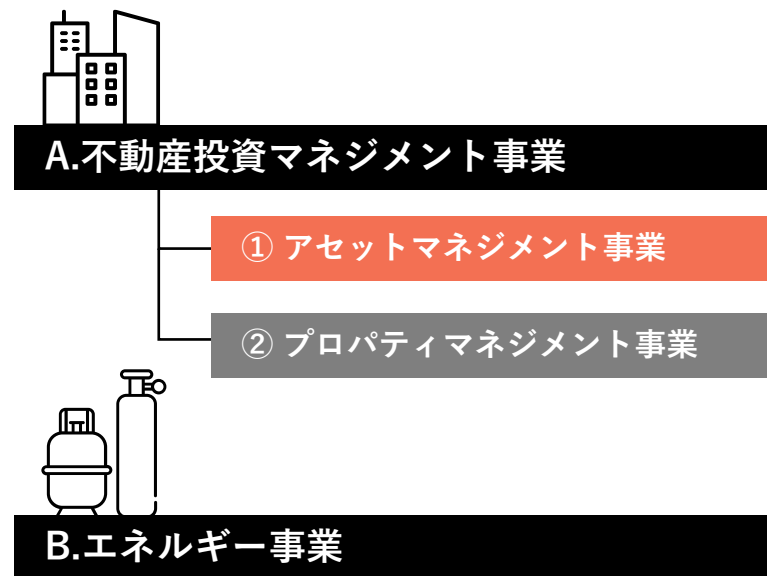 A.不動産投資マネジメント事業
① アセットマネジメント事業
② プロパティマネジメント事業
B.エネルギー事業